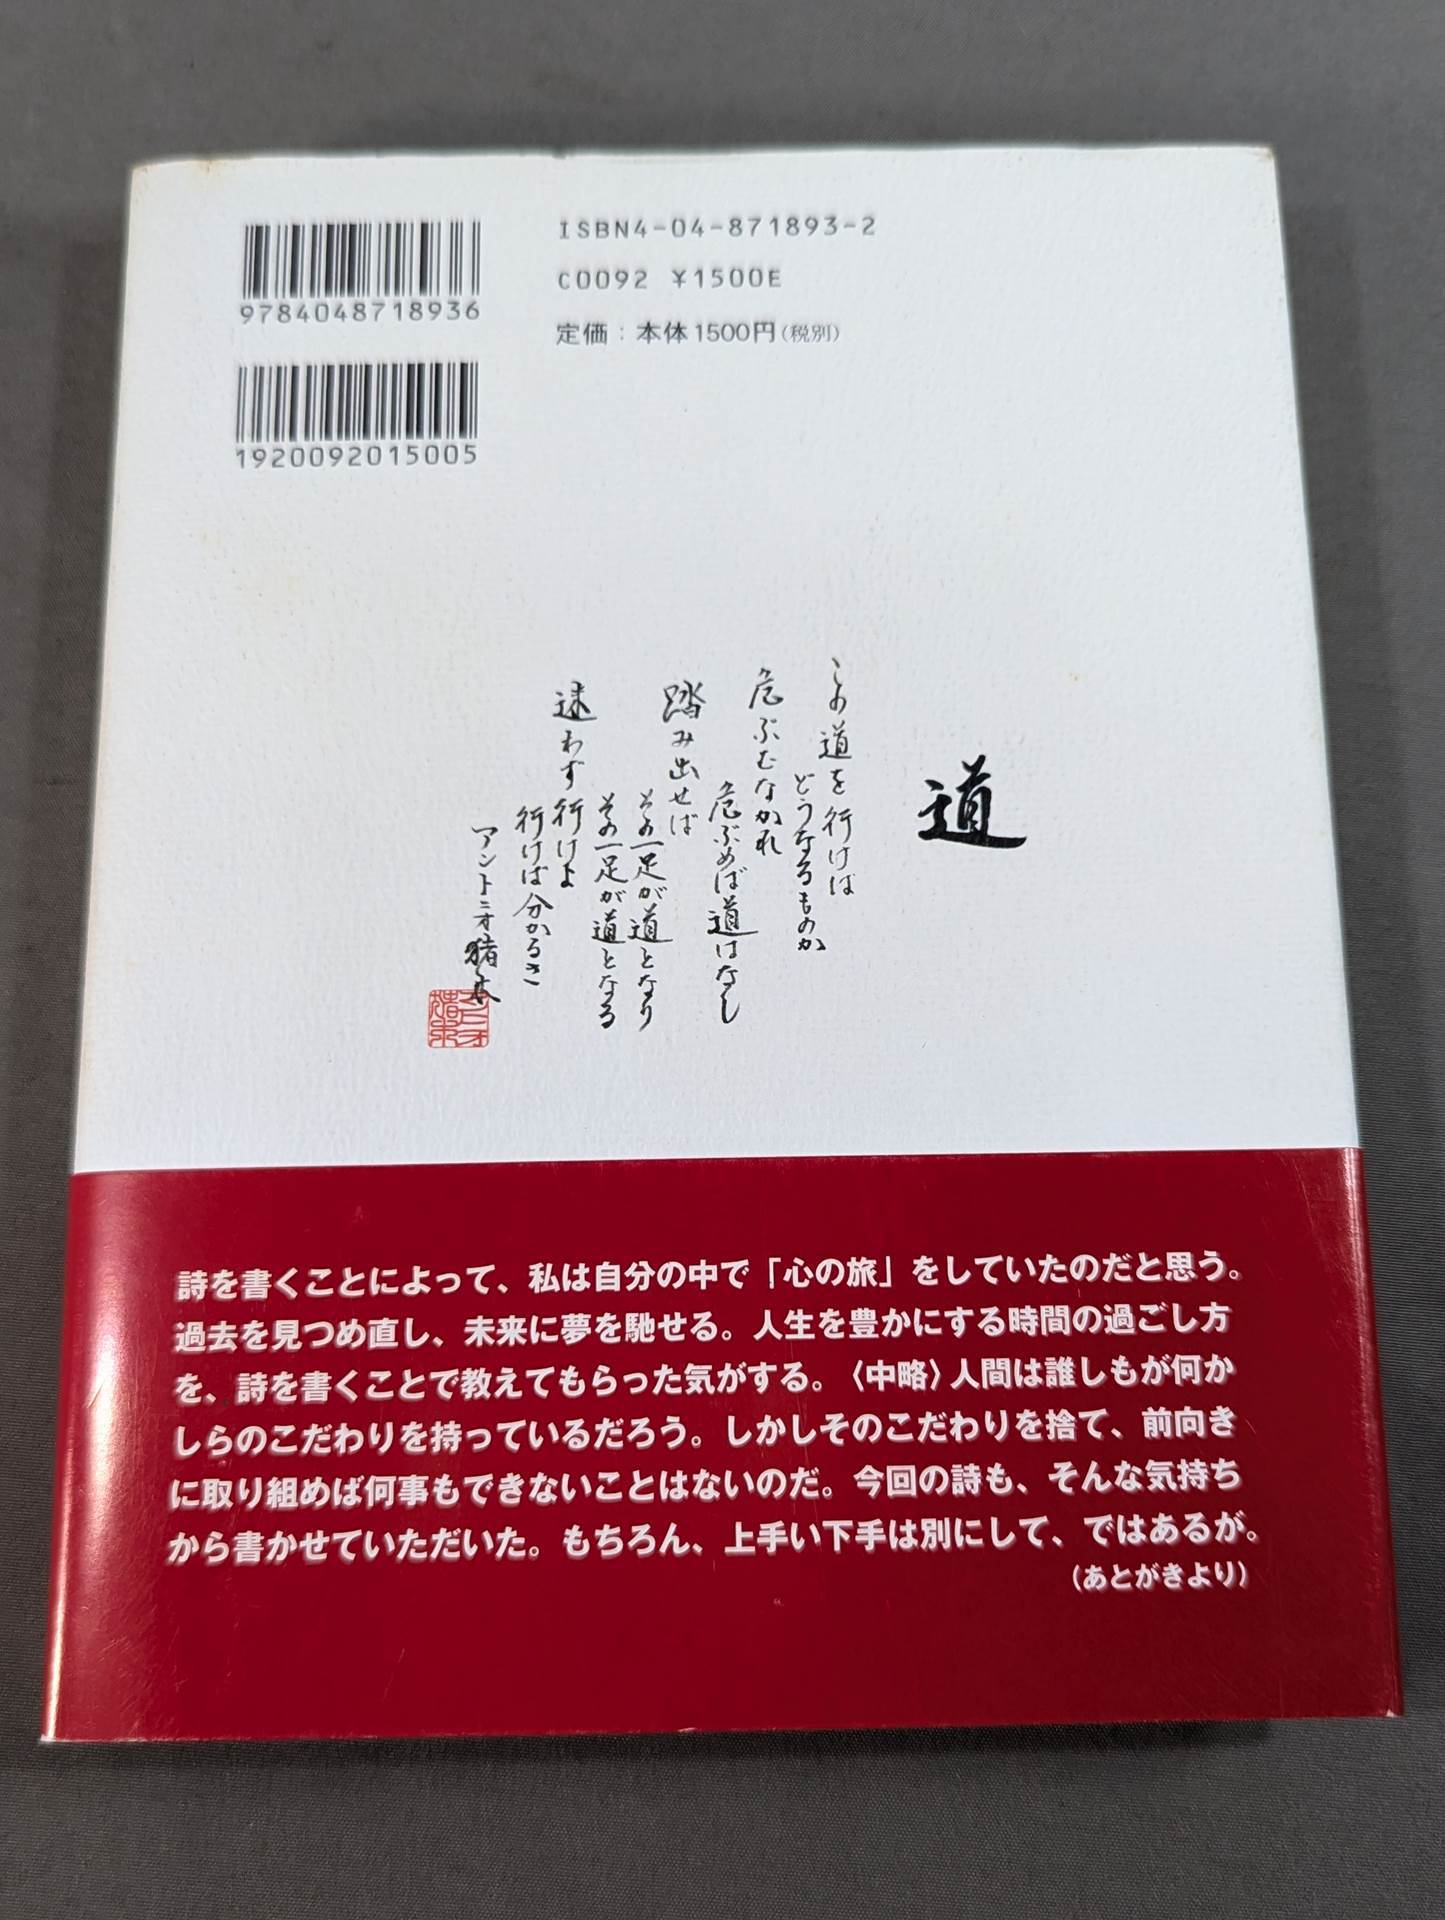 9784048718936
1920092015005
ISBN4-04-871893-2
C0092 ¥1500E
定価：本体1500円（税別）
道
この道を行けば
どうなるものか
危ぶむなかれ
危ぶめば道はなし
踏み出せば
その一足が道となり
その一足が道となる
迷わず行けよ
行けば分かるさ
アントニオ猪木
詩を書くことによって、私は自分の中で「心の旅」をしていたのだと思う。
過去を見つめ直し、未来に夢を馳せる。人生を豊かにする時間の過ごし方
を、詩を書くことで教えてもらった気がする。〈中略〉人間は誰しもが何か
しらのこだわりを持っているだろう。しかしそのこだわりを捨て、前向き
に取り組めば何事もできないことはないのだ。今回の詩も、そんな気持ち
から書かせていただいた。もちろん、上手い下手は別にして、ではあるが。
（あとがきより）